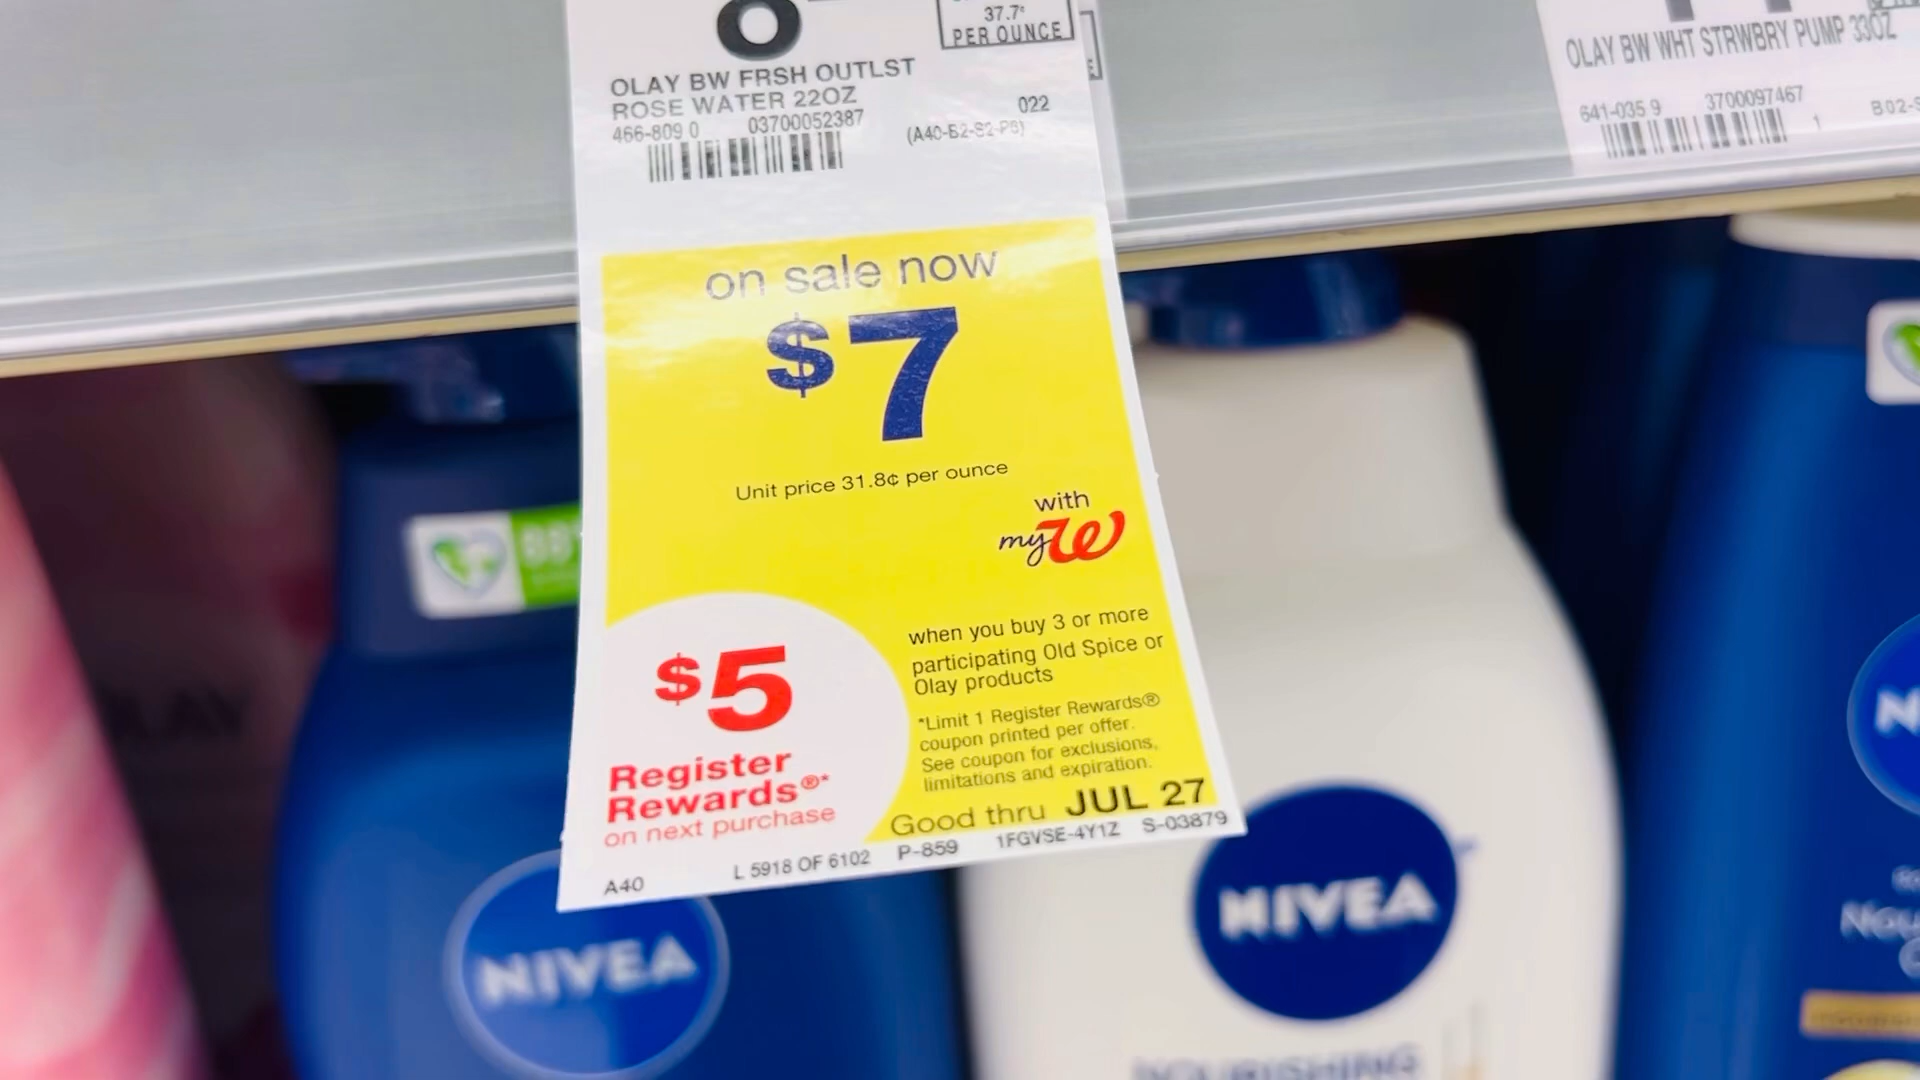 8
37.7¢
PER OUNCE
OLAY BW FRSH OUTLST
ROSE WATER 22OZ
466-809 0 03700052387
022
(A40-B2-S2-P6)
on sale now
$7
Unit price 31.8¢ per ounce
with
myW
$5
Register
Rewards®*
on next purchase
when you buy 3 or more
participating Old Spice or
Olay products
*Limit 1 Register Rewards®
coupon printed per offer.
See coupon for exclusions,
limitations and expiration.
Good thru JUL 27
A40 L 5918 OF 6102 P-859 1FGVSE-4Y1Z S-03879
OLAY BW WHT STRWBRY PUMP 33OZ
641-035 9 3700097467
1
NIVEA
NIVEA
NOURISHING